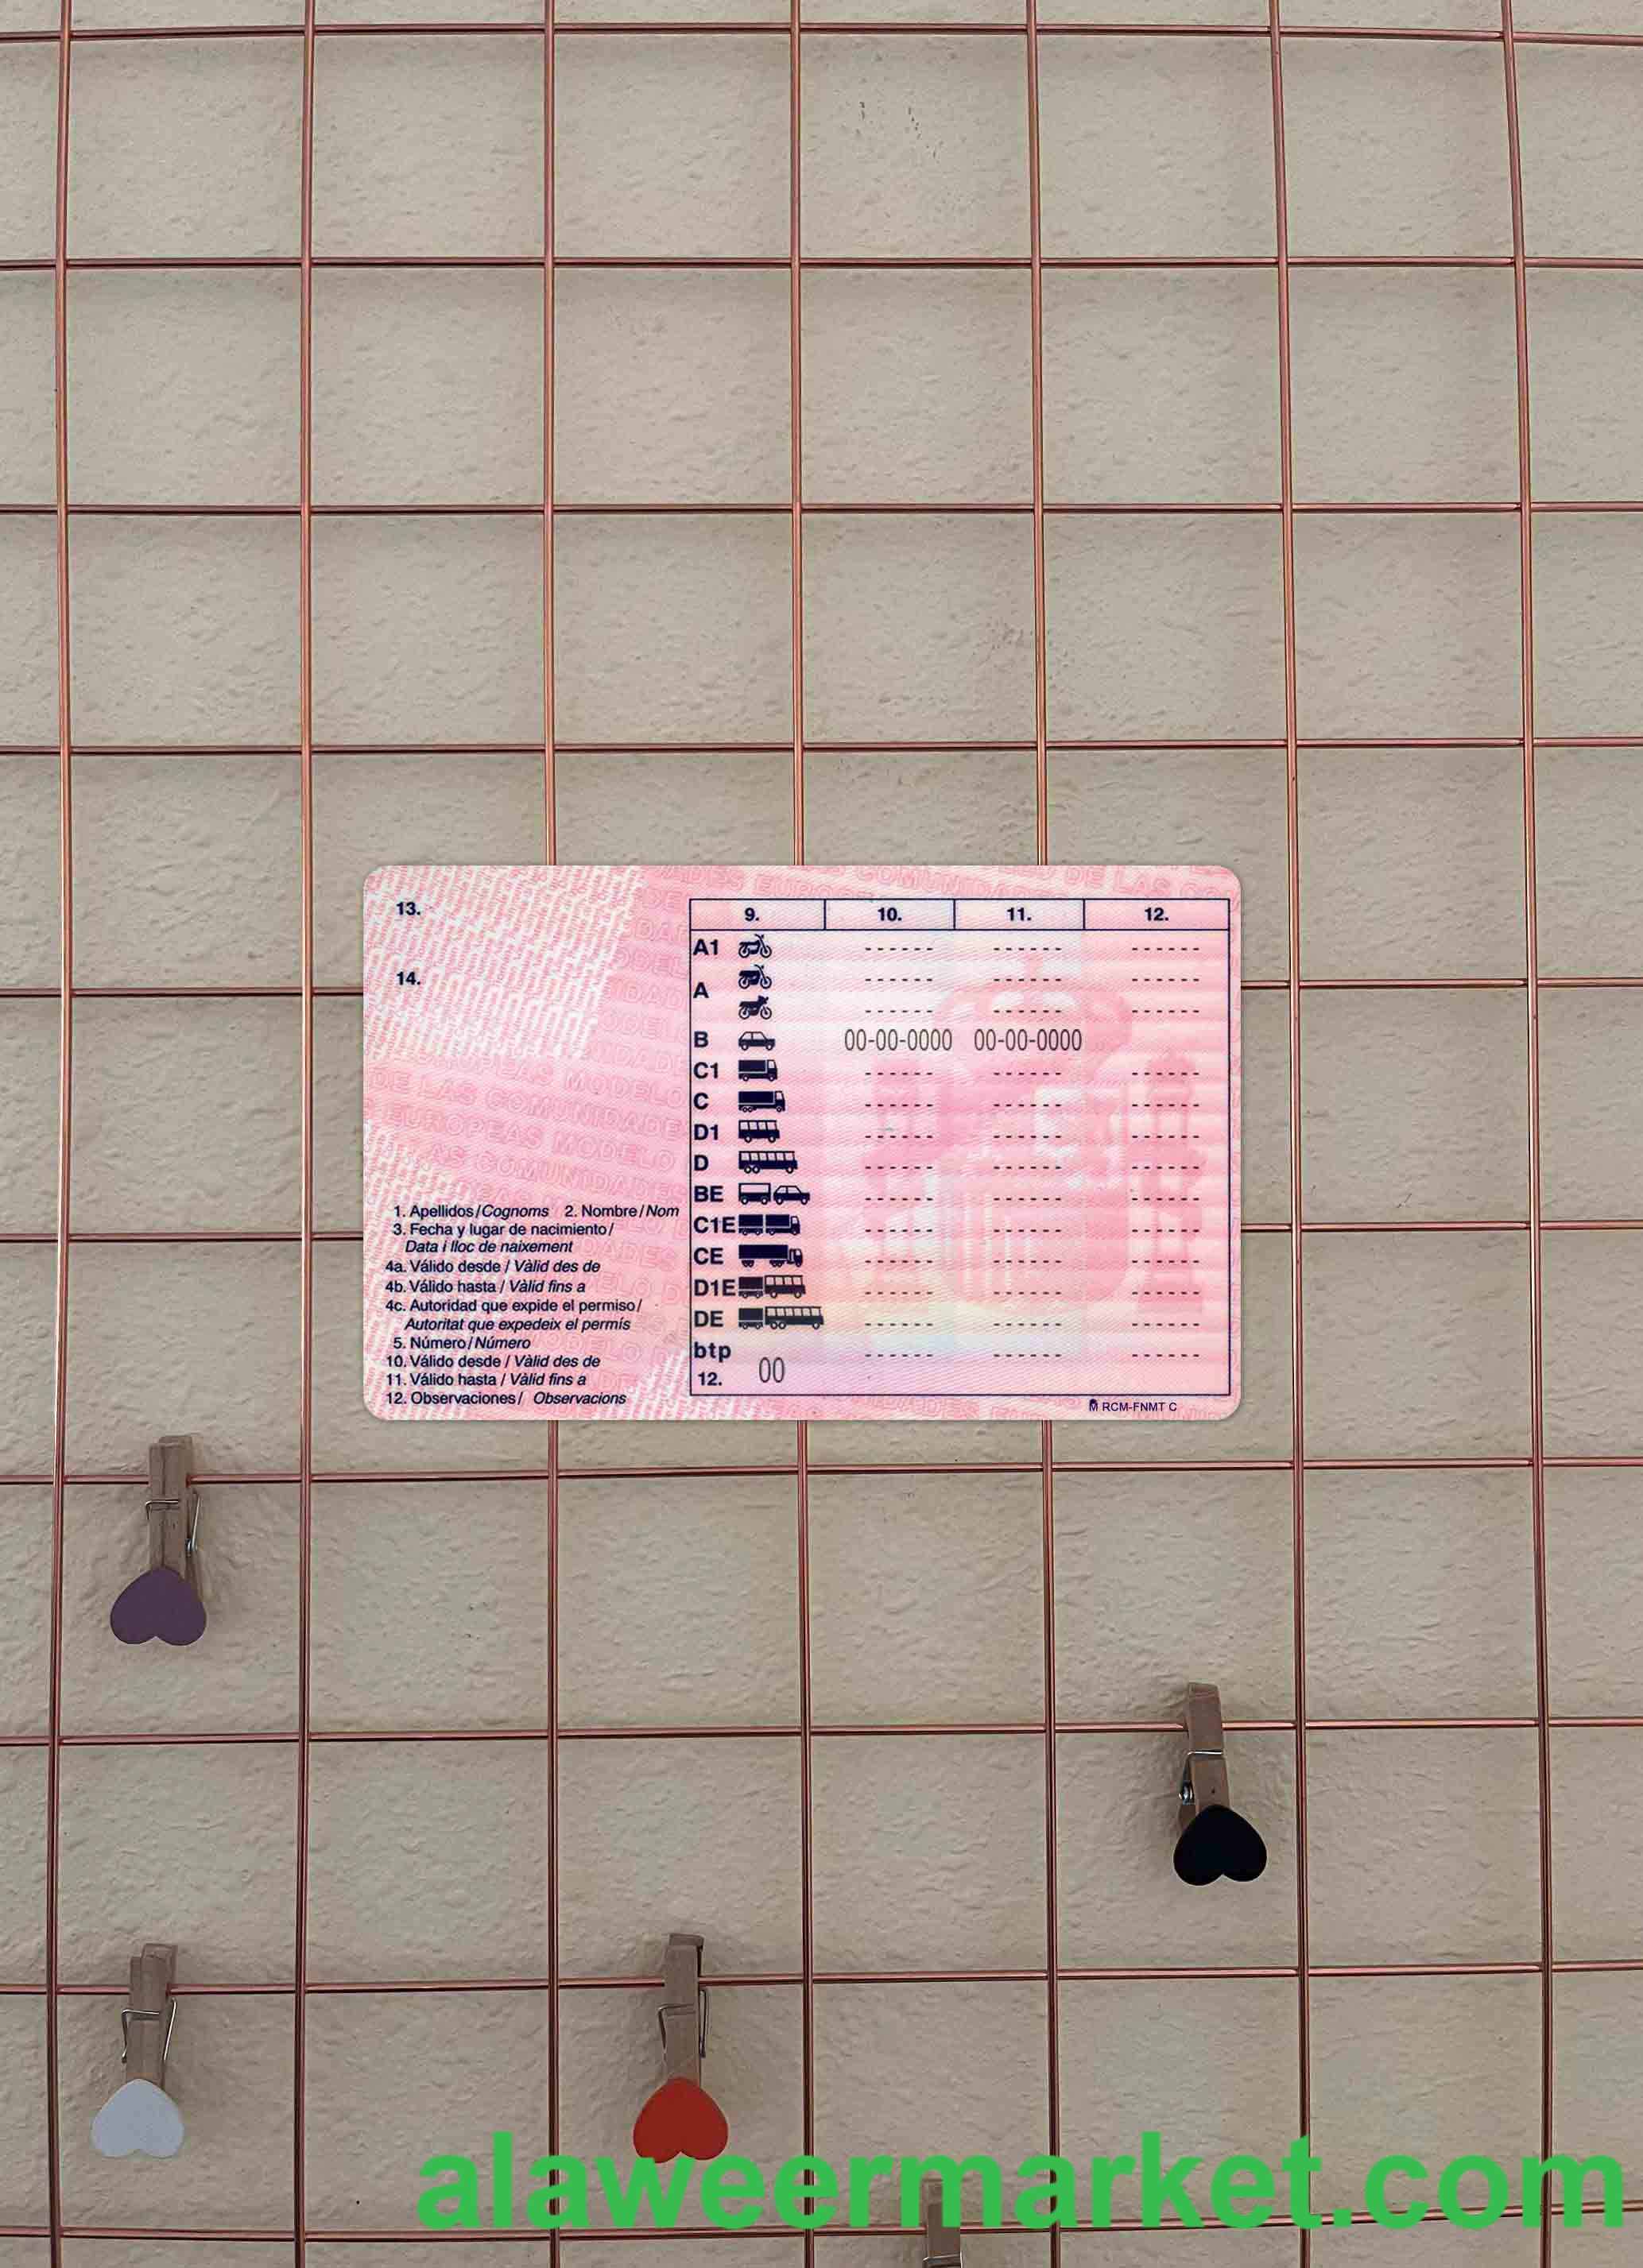 13.
14.
1. Apellidos/Cognoms 2. Nombre/Nom
3. Fecha y lugar de nacimiento/
Data i lloc de naixement
4a. Válido desde / Vàlid des de
4b. Válido hasta / Vàlid fins a
4c. Autoridad que expide el permiso/
Autoritat que expedeix el permís
5. Número/Número
10. Válido desde / Vàlid des de
11. Válido hasta / Vàlid fins a
12. Observaciones/ Observacions
9. 10. 11. 12.
A1 ------ ------ ------
A ------ ------ ------
------ ------ ------
B 00-00-0000 00-00-0000
C1 ------ ------ ------
C ------ ------ ------
D1 ------ ------ ------
D ------ ------ ------
BE ------ ------ ------
C1E ------ ------ ------
CE ------ ------ ------
D1E ------ ------ ------
DE ------ ------ ------
btp ------ ------ ------
12. 00
RCM-FNMT C
alaweermarket.com